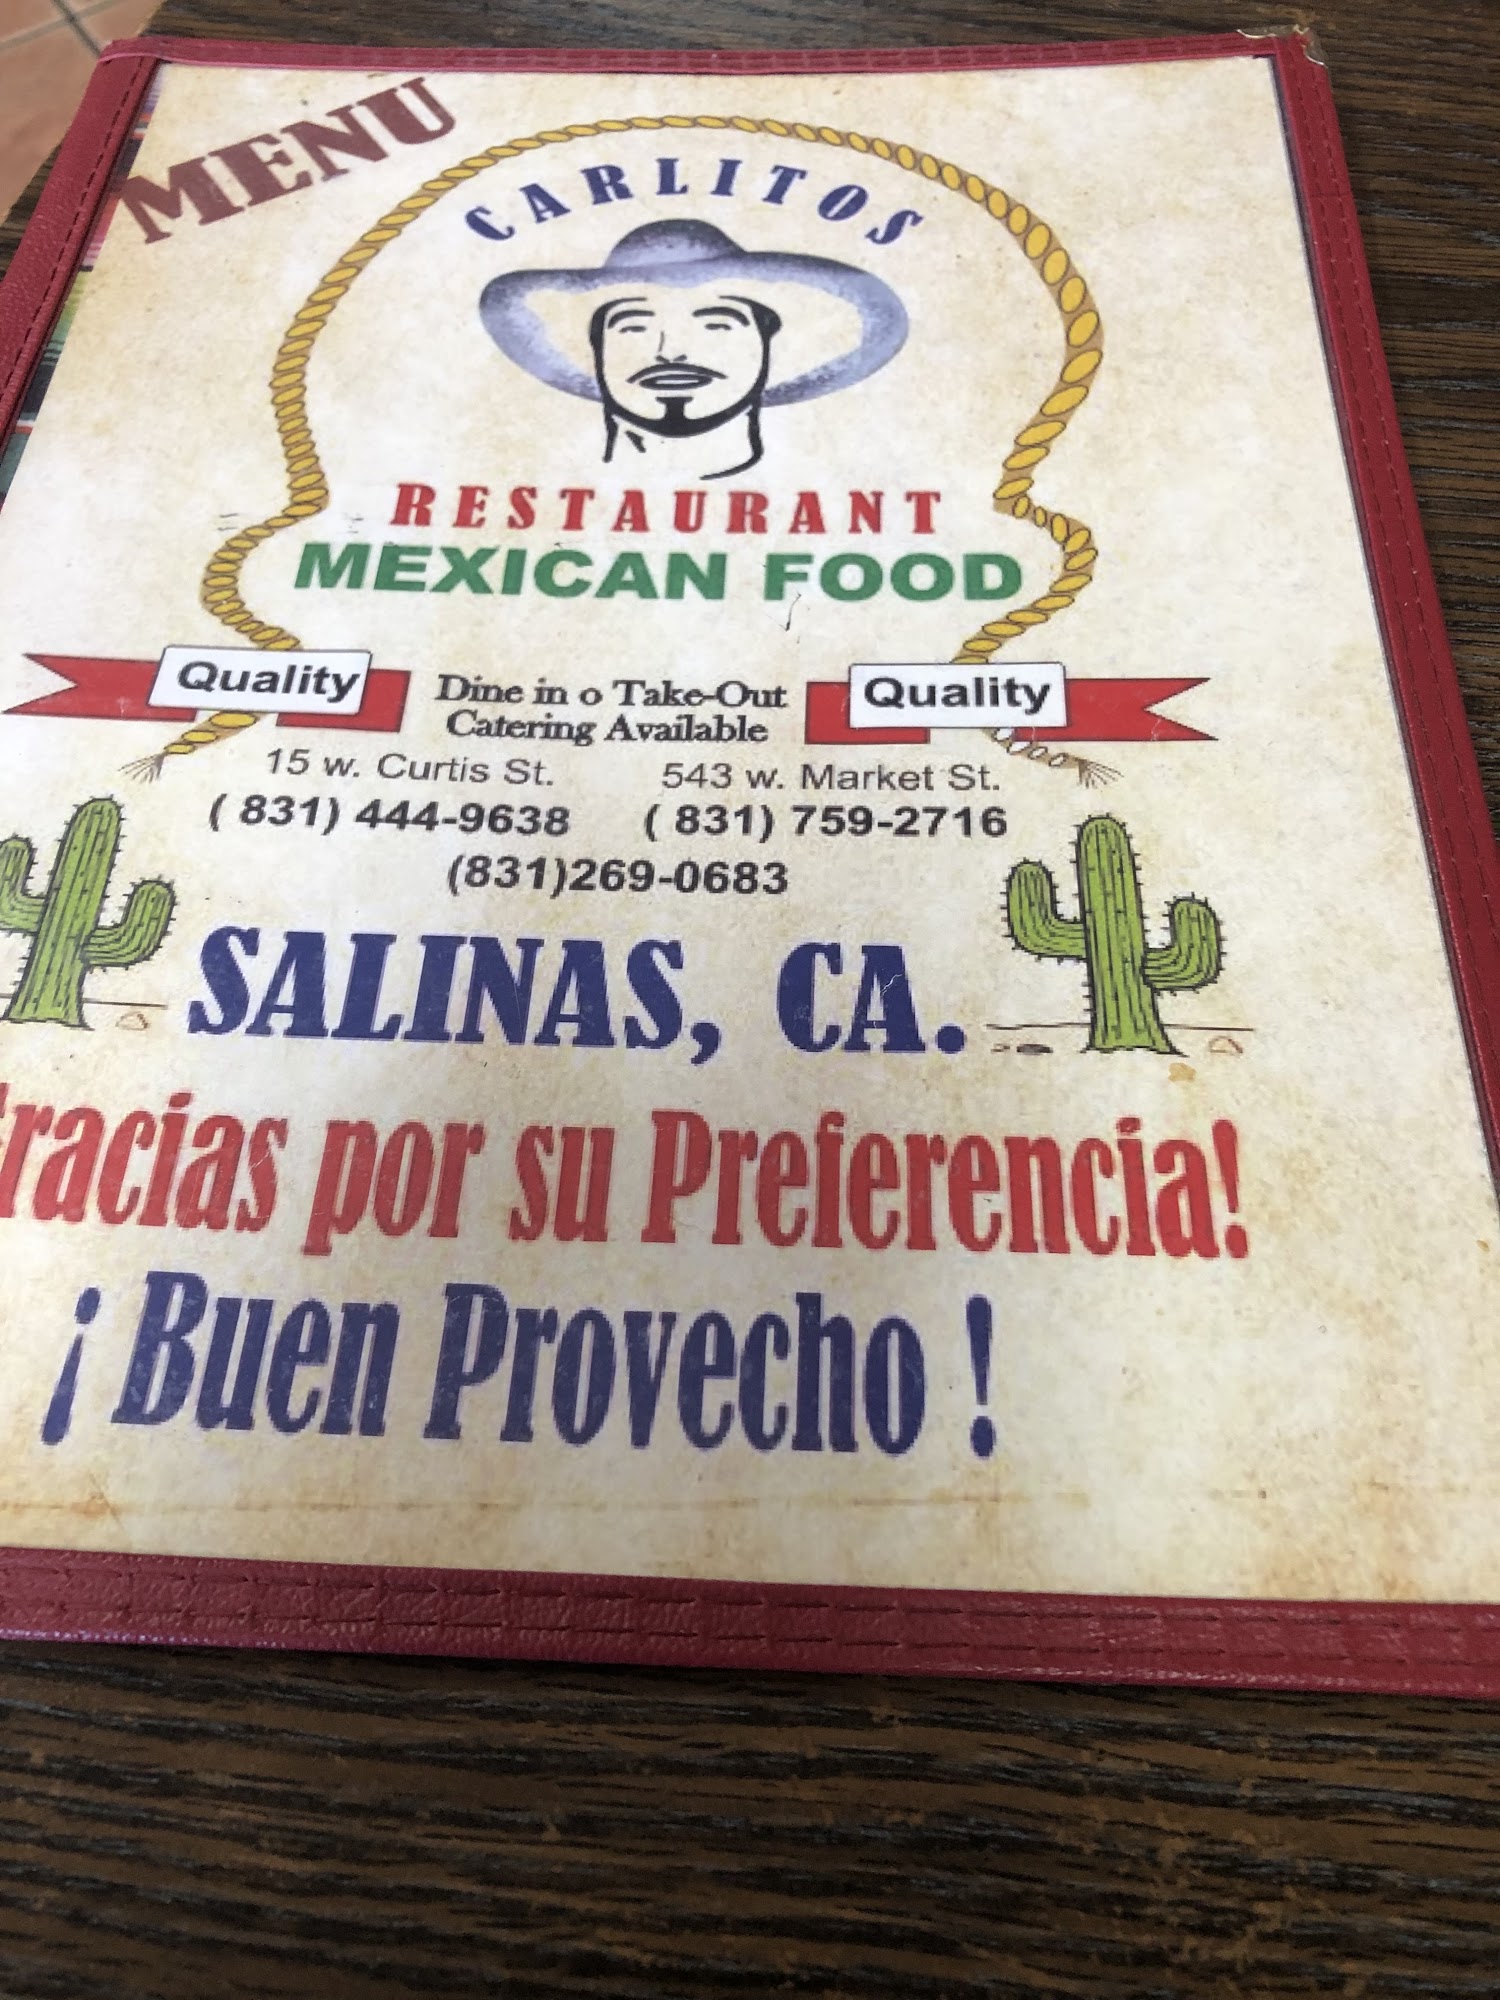 MENU
CARLITOS
RESTAURANT
MEXICAN FOOD
Quality
Dine in o Take-Out
Catering Available
Quality
15 w. Curtis St.
543 w. Market St.
( 831) 444-9638
( 831) 759-2716
(831)269-0683
SALINAS, CA.
Gracias por su Preferencia!
¡ Buen Provecho !